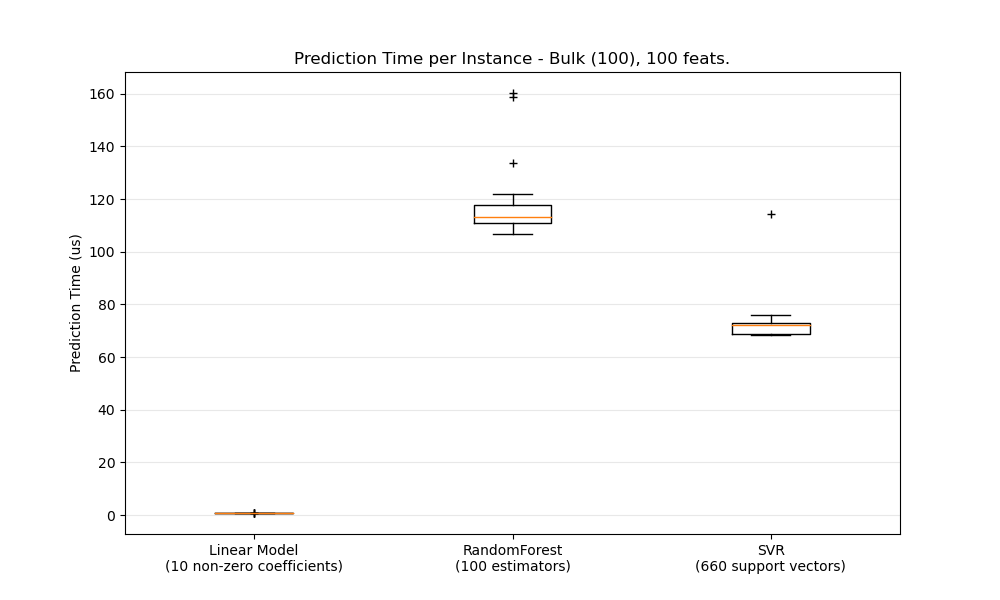 Prediction Time per Instance - Bulk (100), 100 feats.
Prediction Time (us)
160
140
120
100
80
60
40
20
0
Linear Model
(10 non-zero coefficients)
RandomForest
(100 estimators)
SVR
(660 support vectors)